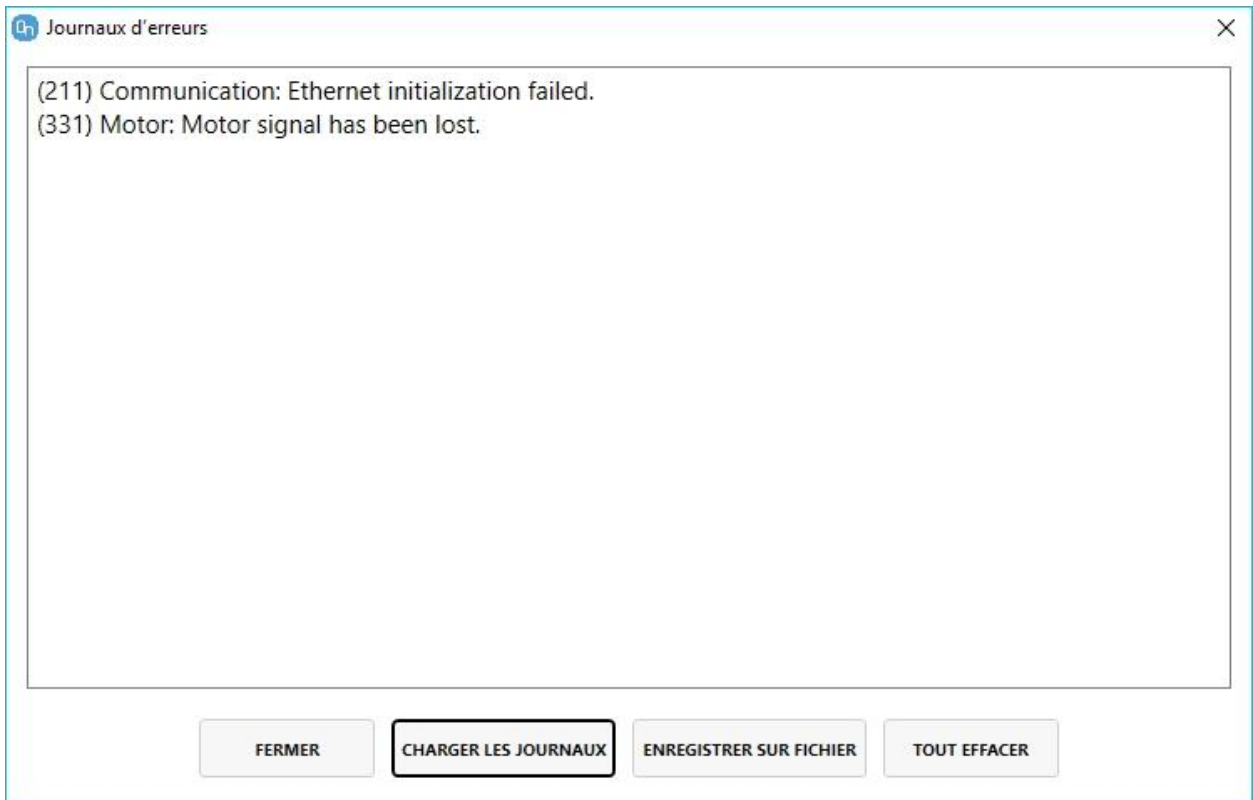 Journaux d'erreurs
(211) Communication: Ethernet initialization failed.
(331) Motor: Motor signal has been lost.
FERMER
CHARGER LES JOURNAUX
ENREGISTRER SUR FICHIER
TOUT EFFACER